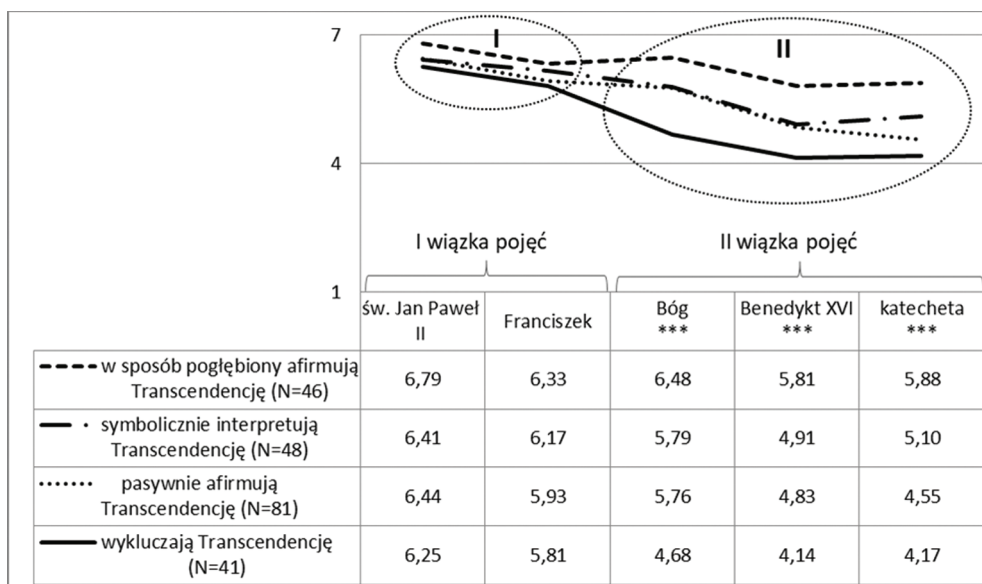 7
I
II
4
I wiązka pojęć
II wiązka pojęć
1
św. Jan Paweł
II
Franciszek
Bóg
***
Benedykt XVI
***
katecheta
***
w sposób pogłębiony afirmują
Transcendencję (N=46)
6,79
6,33
6,48
5,81
5,88
symbolicznie interpretują
Transcendencję (N=48)
6,41
6,17
5,79
4,91
5,10
pasywnie afirmują
Transcendencję (N=81)
6,44
5,93
5,76
4,83
4,55
wykluczają Transcendencję
(N=41)
6,25
5,81
4,68
4,14
4,17